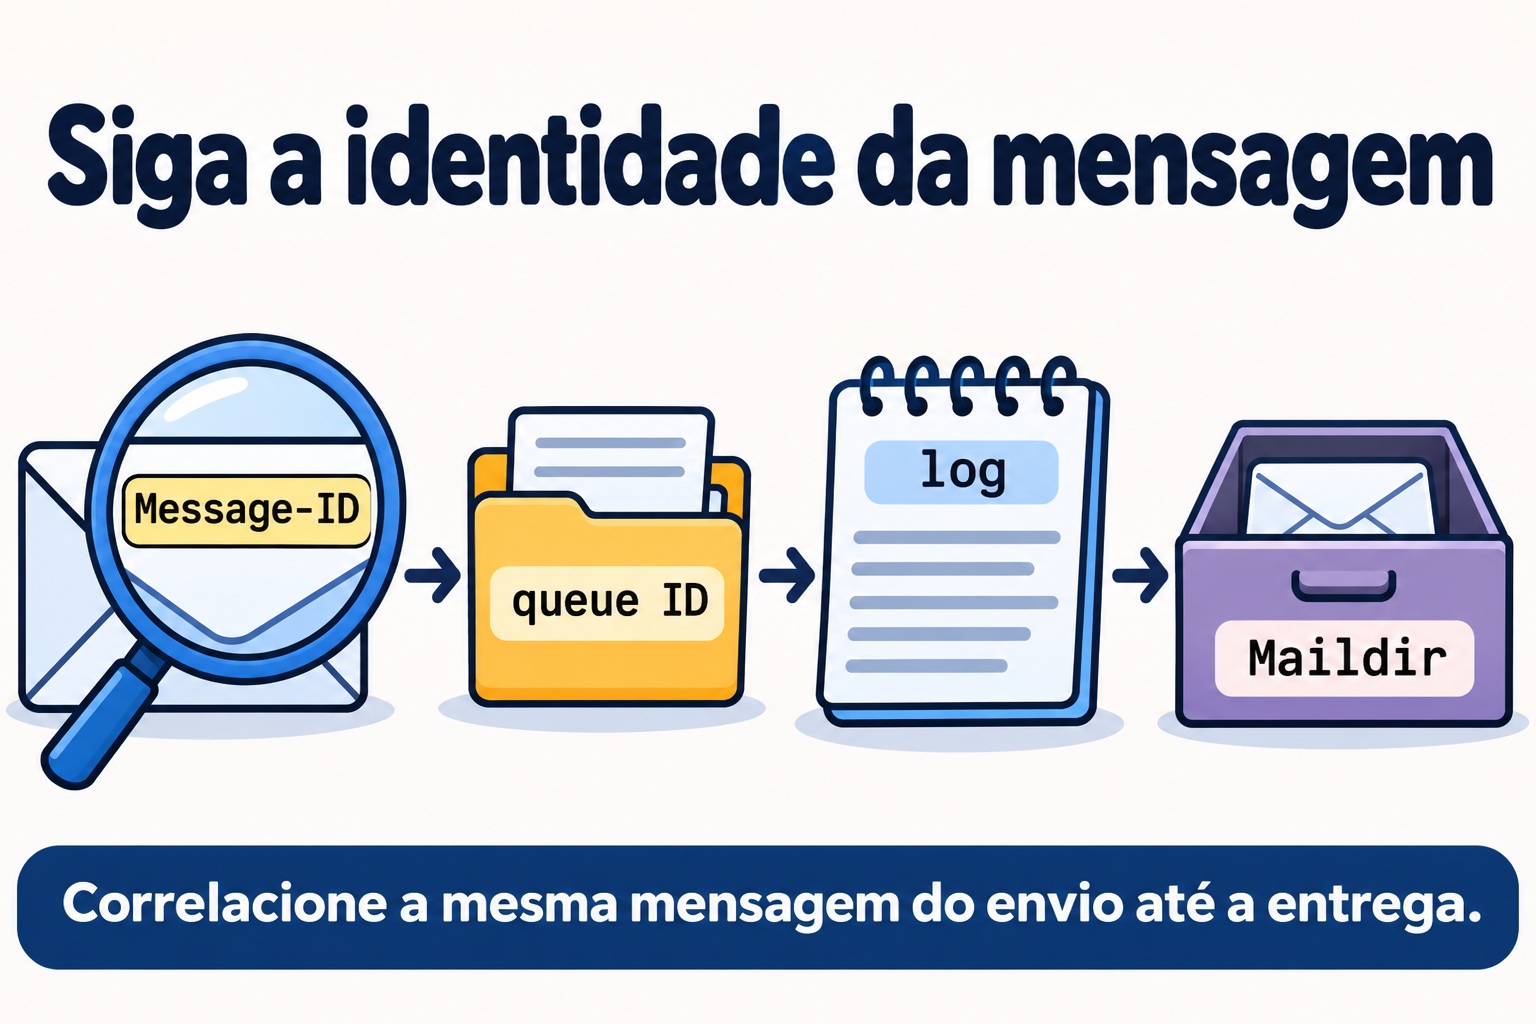 Siga a identidade da mensagem
Message-ID
queue ID
log
Maildir
Correlacione a mesma mensagem do envio até a entrega.